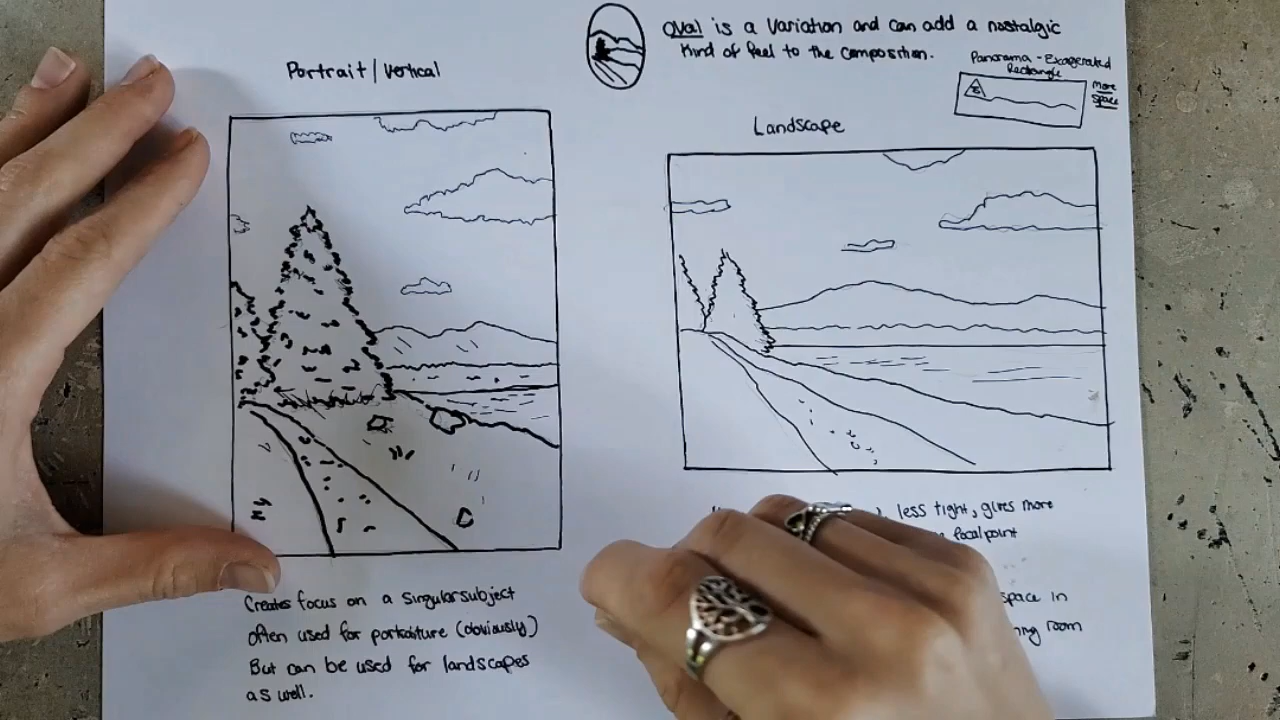 Oval is a variation and can add a nostalgic
kind of feel to the composition.
Portrait/Vertical
Panorama - Exagerated
Rectangle
More
Space
Landscape
less tight, gives more
focal point
space in
room
Creates focus on a singular subject
often used for portraiture (obviously)
But can be used for landscapes
as well.